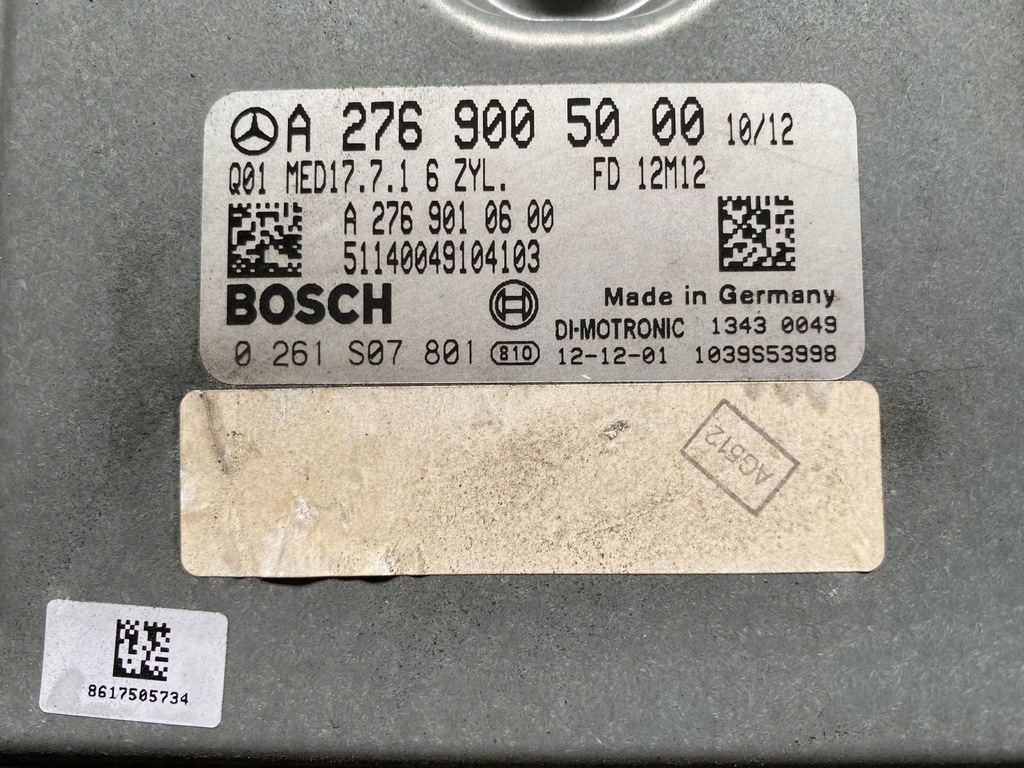 A 276 900 50 00 10/12
Q01 MED17.7.1 6 ZYL. FD 12M12
A 276 901 06 00
51140049104103
BOSCH
Made in Germany
DI-MOTRONIC 1343 0049
0 261 S07 801 810 12-12-01 1039S53998
AG512
8617505734